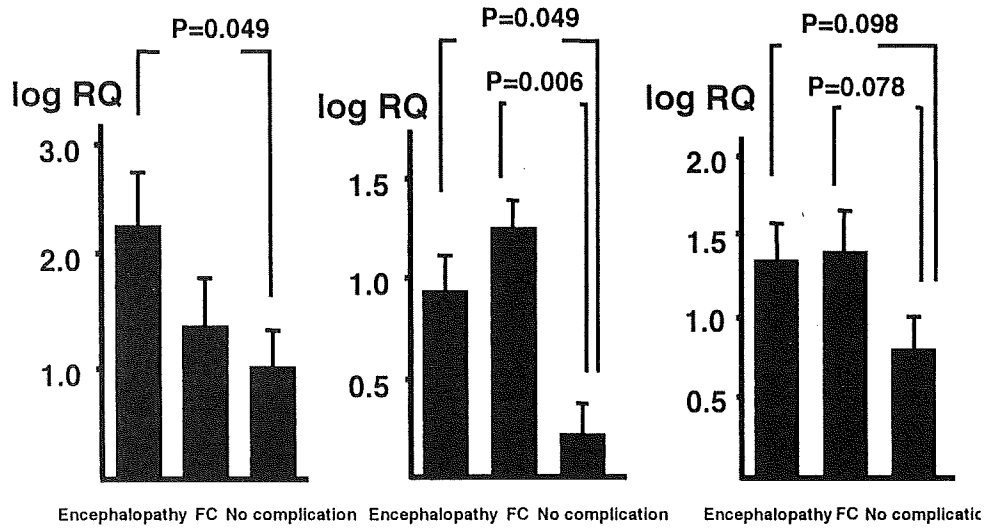 P=0.049
log RQ
3.0
2.0
1.0
Encephalopathy FC No complication
P=0.049
P=0.006
log RQ
1.5
1.0
0.5
Encephalopathy FC No complication
P=0.098
P=0.078
log RQ
2.0
1.5
1.0
0.5
Encephalopathy FC No complicatio